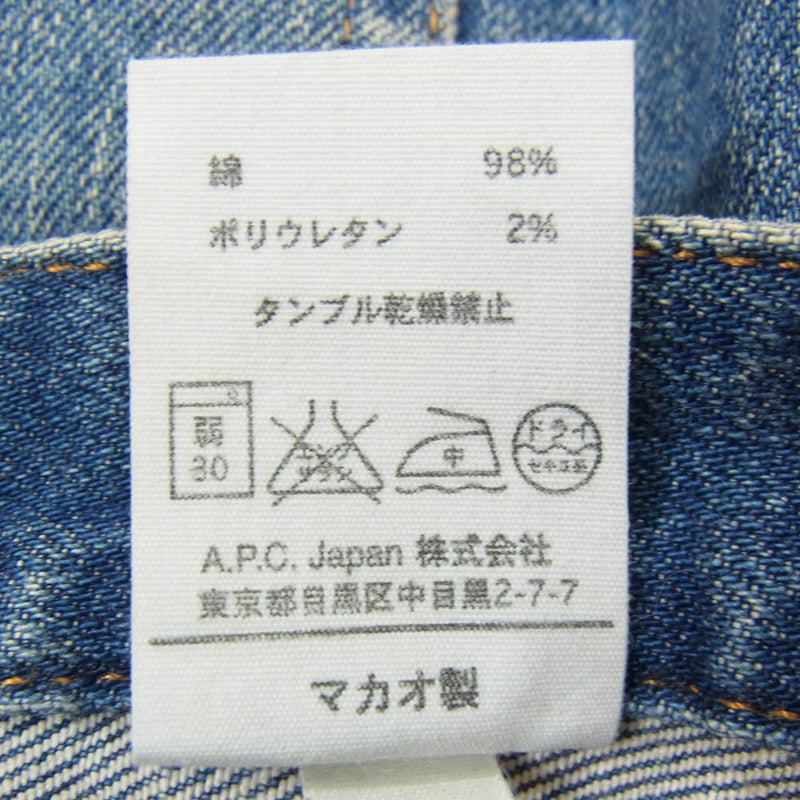 綿 98%
ポリウレタン 2%
タンブル乾燥禁止
弱 中 ドライ
30 セキユ系
A.P.C. Japan 株式会社
東京都目黒区中目黒2-7-7
マカオ製